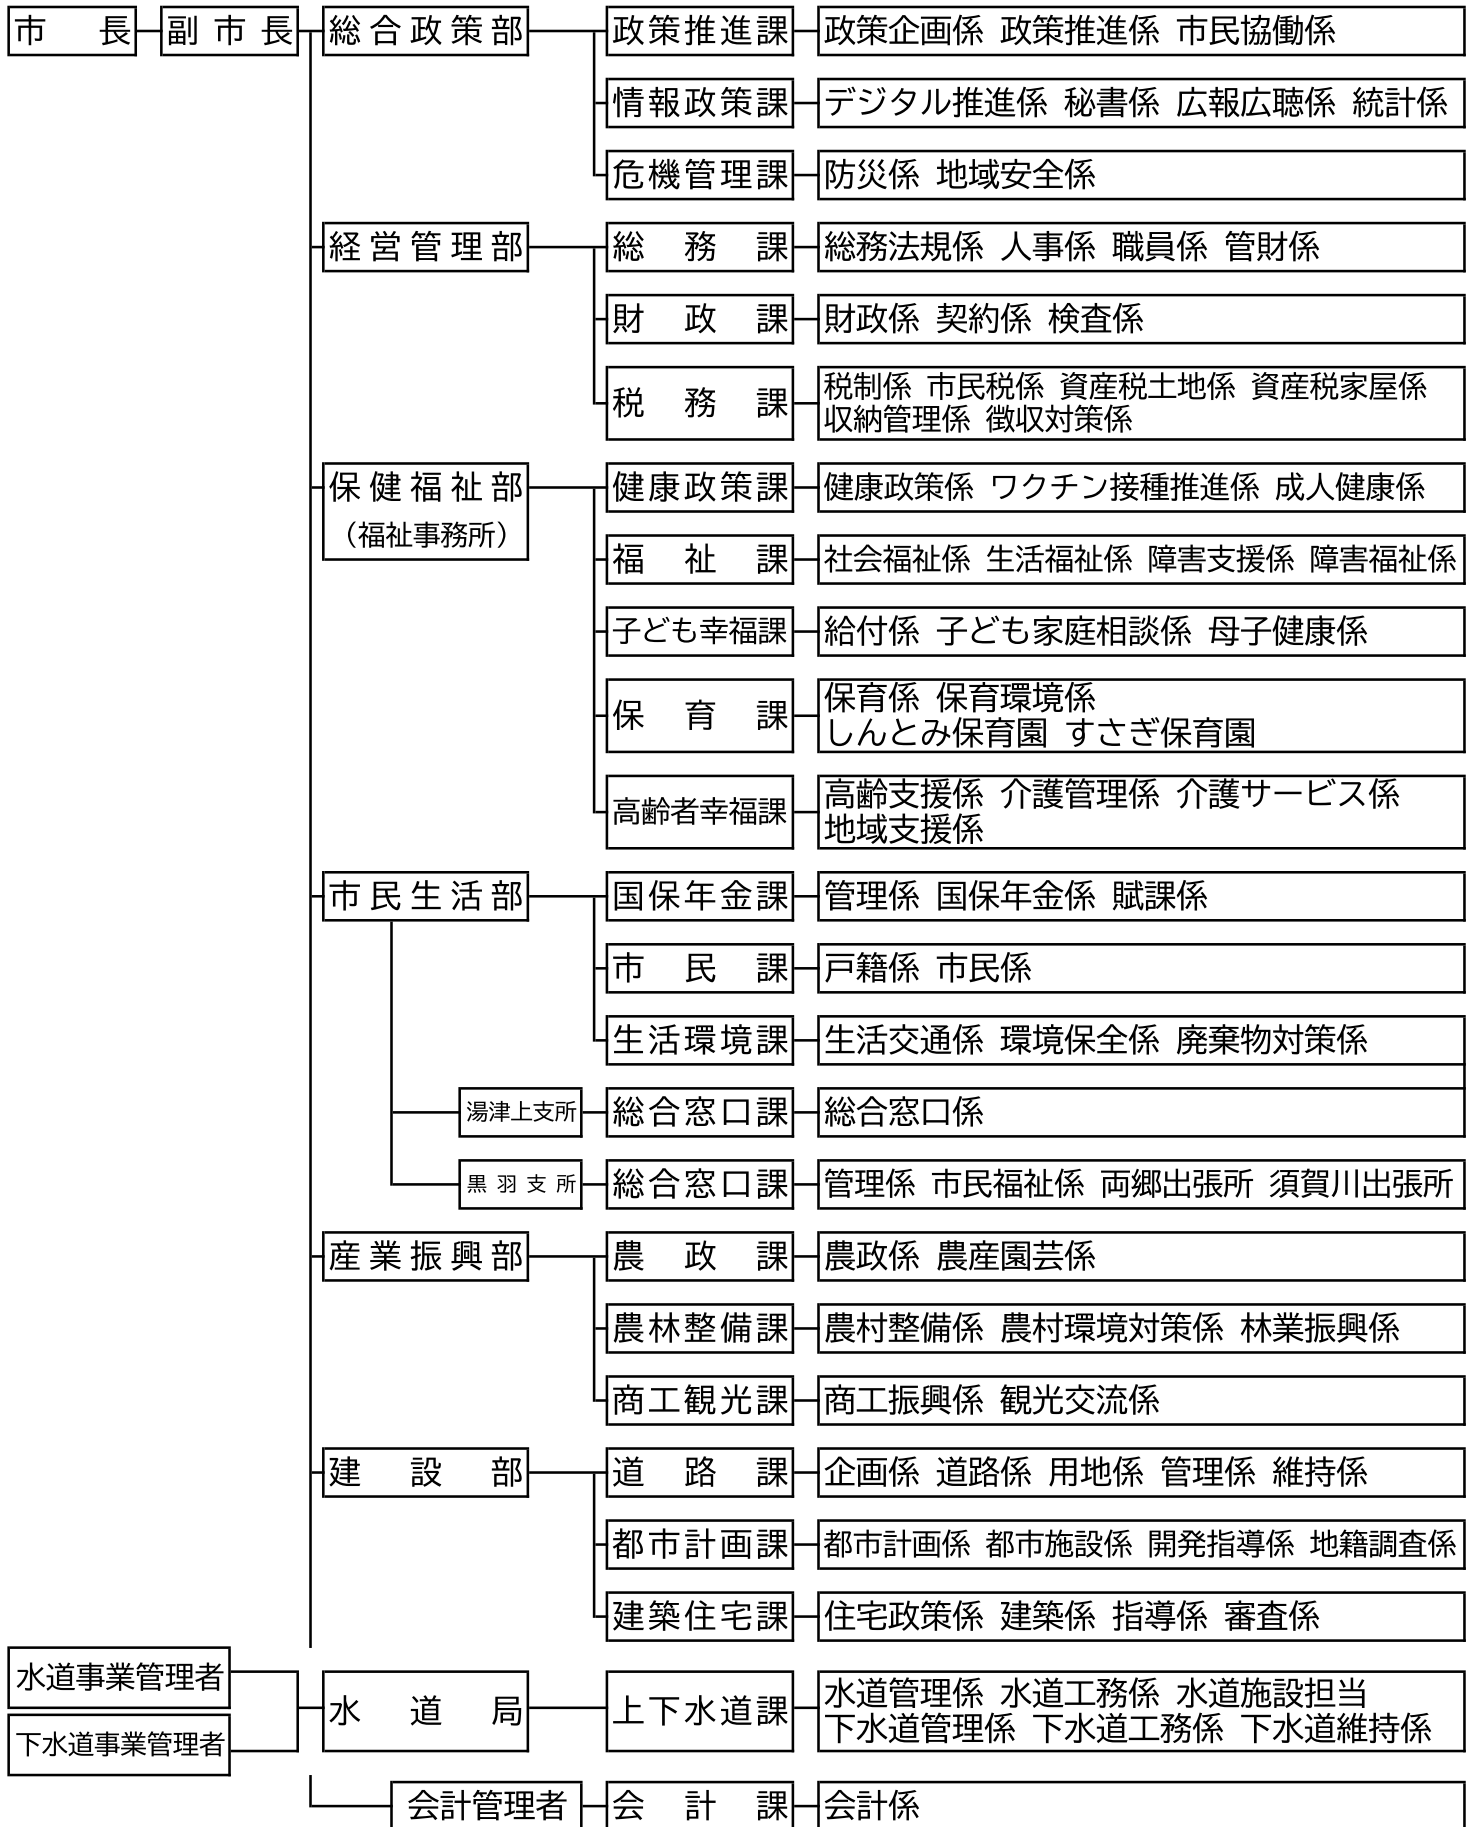 市長 副市長 総合政策部 政策推進課 政策企画係 政策推進係 市民協働係
情報政策課 デジタル推進係 秘書係 広報広聴係 統計係
危機管理課 防災係 地域安全係
経営管理部 総務課 総務法規係 人事係 職員係 管財係
財政課 財政係 契約係 検査係
税務課 税制係 市民税係 資産税土地係 資産税家屋係
収納管理係 徴収対策係
保健福祉部 健康政策課 健康政策係 ワクチン接種推進係 成人健康係
（福祉事務所）
福祉課 社会福祉係 生活福祉係 障害支援係 障害福祉係
子ども幸福課 給付係 子ども家庭相談係 母子健康係
保育課 保育係 保育環境係
しんとみ保育園 すさぎ保育園
高齢者幸福課 高齢支援係 介護管理係 介護サービス係
地域支援係
市民生活部 国保年金課 管理係 国保年金係 賦課係
市民課 戸籍係 市民係
生活環境課 生活交通係 環境保全係 廃棄物対策係
湯津上支所 総合窓口課 総合窓口係
黒羽支所 総合窓口課 管理係 市民福祉係 両郷出張所 須賀川出張所
産業振興部 農政課 農政係 農産園芸係
農林整備課 農村整備係 農村環境対策係 林業振興係
商工観光課 商工振興係 観光交流係
建設部 道路課 企画係 道路係 用地係 管理係 維持係
都市計画課 都市計画係 都市施設係 開発指導係 地籍調査係
建築住宅課 住宅政策係 建築係 指導係 審査係
水道事業管理者
下水道事業管理者
水道局 上下水道課 水道管理係 水道工務係 水道施設担当
下水道管理係 下水道工務係 下水道維持係
会計管理者 会計課 会計係